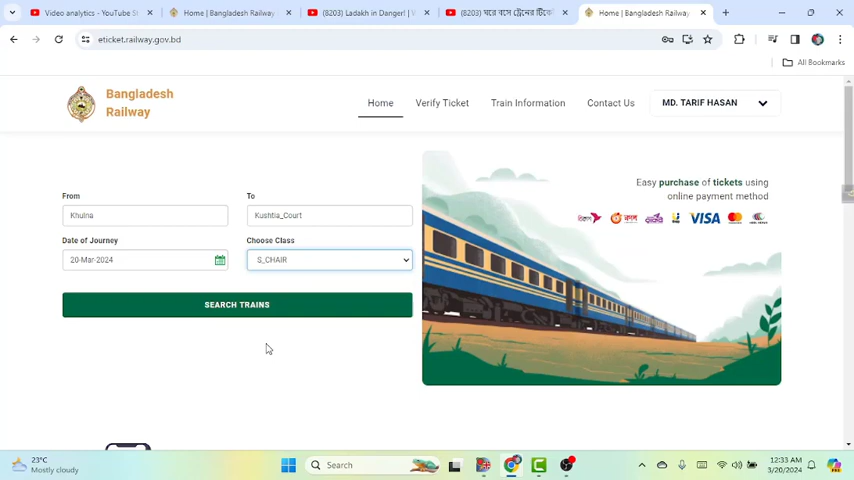 Video analytics - YouTube St
Home | Bangladesh Railway
(8203) Ladakh in Danger! | V
(8203) ঘরে বসে ট্রেনের টিকে
Home | Bangladesh Railway
eticket.railway.gov.bd
All Bookmarks
Bangladesh
Railway
Home
Verify Ticket
Train Information
Contact Us
MD. TARIF HASAN
Easy purchase of tickets using
online payment method
VISA
From
To
Khulna
Kushtia_Court
Date of Journey
Choose Class
20-Mar-2024
S_CHAIR
SEARCH TRAINS
23°C
Mostly cloudy
Search
12:33 AM
3/20/2024